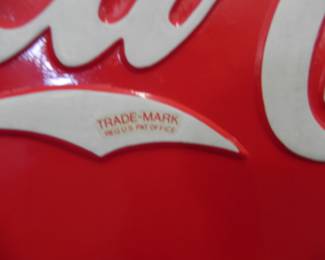 TRADE-MARK
REG U.S. PAT OFFICE